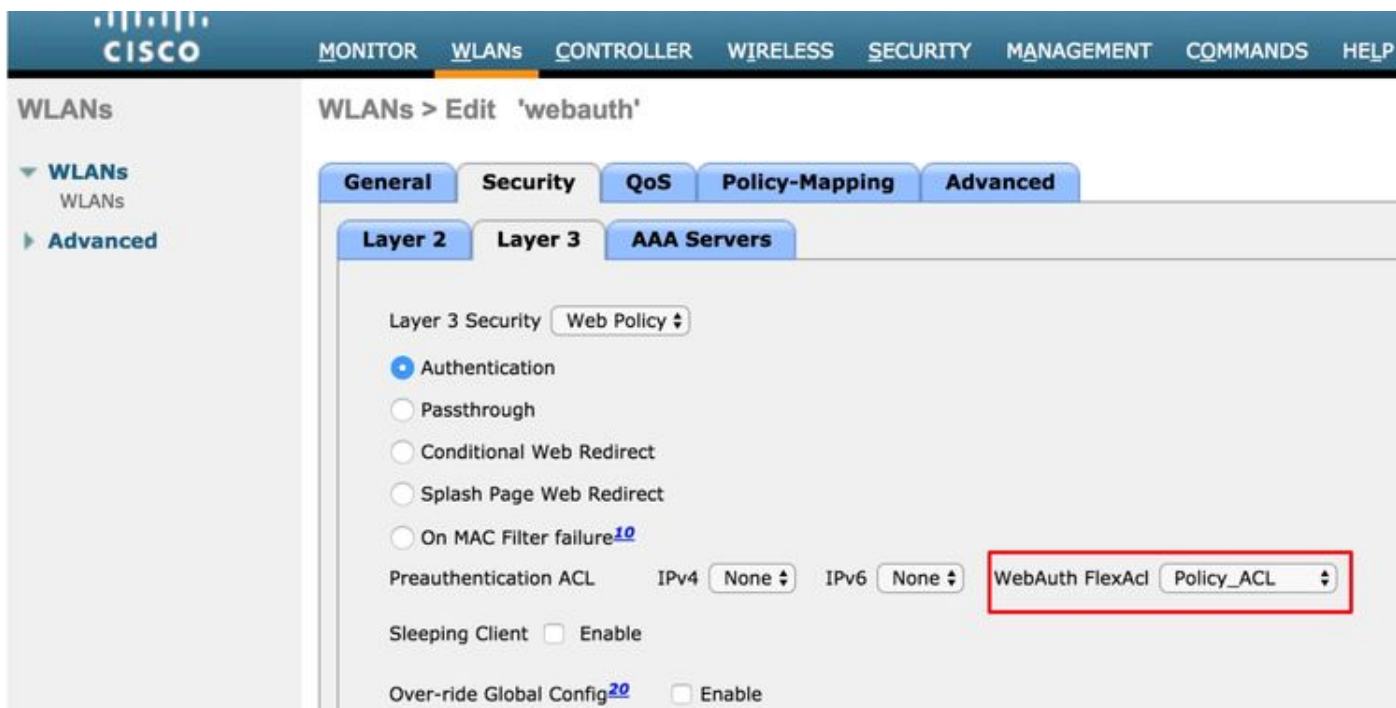 CISCO
MONITOR WLANs CONTROLLER WIRELESS SECURITY MANAGEMENT COMMANDS HELP
WLANs
WLANs > Edit 'webauth'
WLANs
WLANs
Advanced
General Security QoS Policy-Mapping Advanced
Layer 2 Layer 3 AAA Servers
Layer 3 Security Web Policy
Authentication
Passthrough
Conditional Web Redirect
Splash Page Web Redirect
On MAC Filter failure10
Preauthentication ACL IPv4 None IPv6 None WebAuth FlexAcl Policy_ACL
Sleeping Client Enable
Over-ride Global Config20 Enable